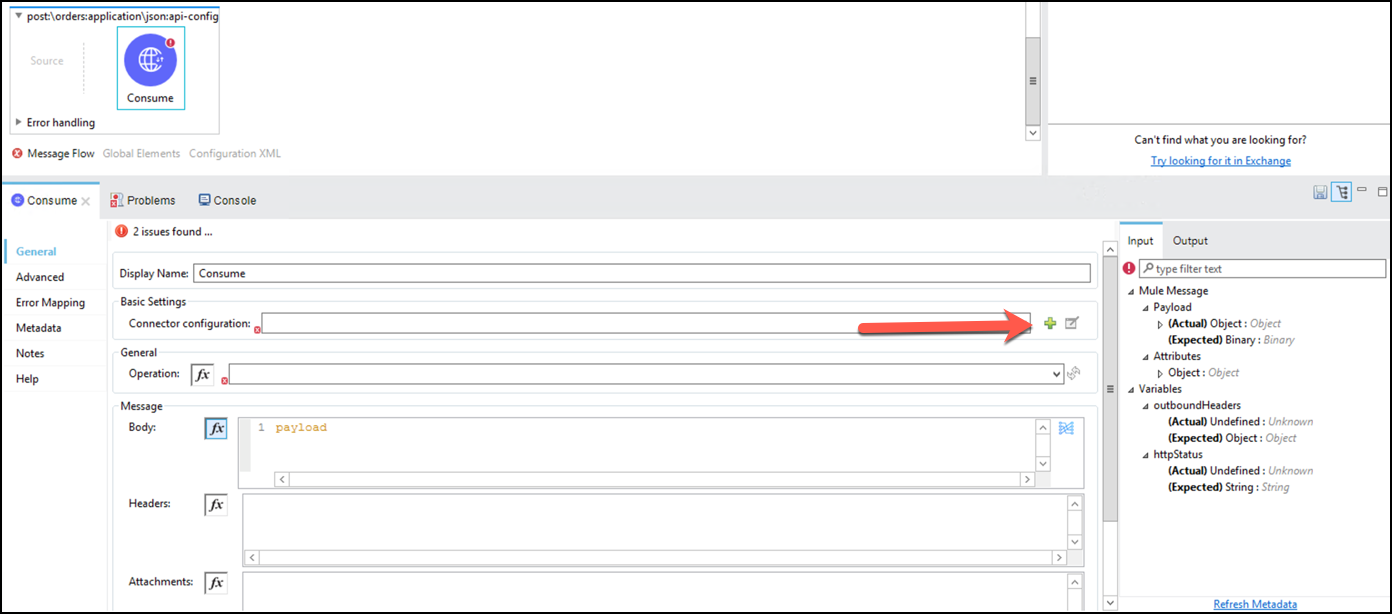 post:\orders:application\json:api-config
Source
Consume
Error handling
Message Flow Global Elements Configuration XML
Can't find what you are looking for?
Try looking for it in Exchange
Consume Problems Console
2 issues found ...
General
Advanced
Error Mapping
Metadata
Notes
Help
Display Name: Consume
Basic Settings
Connector configuration:
General
Operation: fx
Message
Body: fx 1 payload
Headers: fx
Attachments: fx
Input Output
type filter text
Mule Message
Payload
(Actual) Object : Object
(Expected) Binary : Binary
Attributes
Object : Object
Variables
outboundHeaders
(Actual) Undefined : Unknown
(Expected) Object : Object
httpStatus
(Actual) Undefined : Unknown
(Expected) String : String
Refresh Metadata